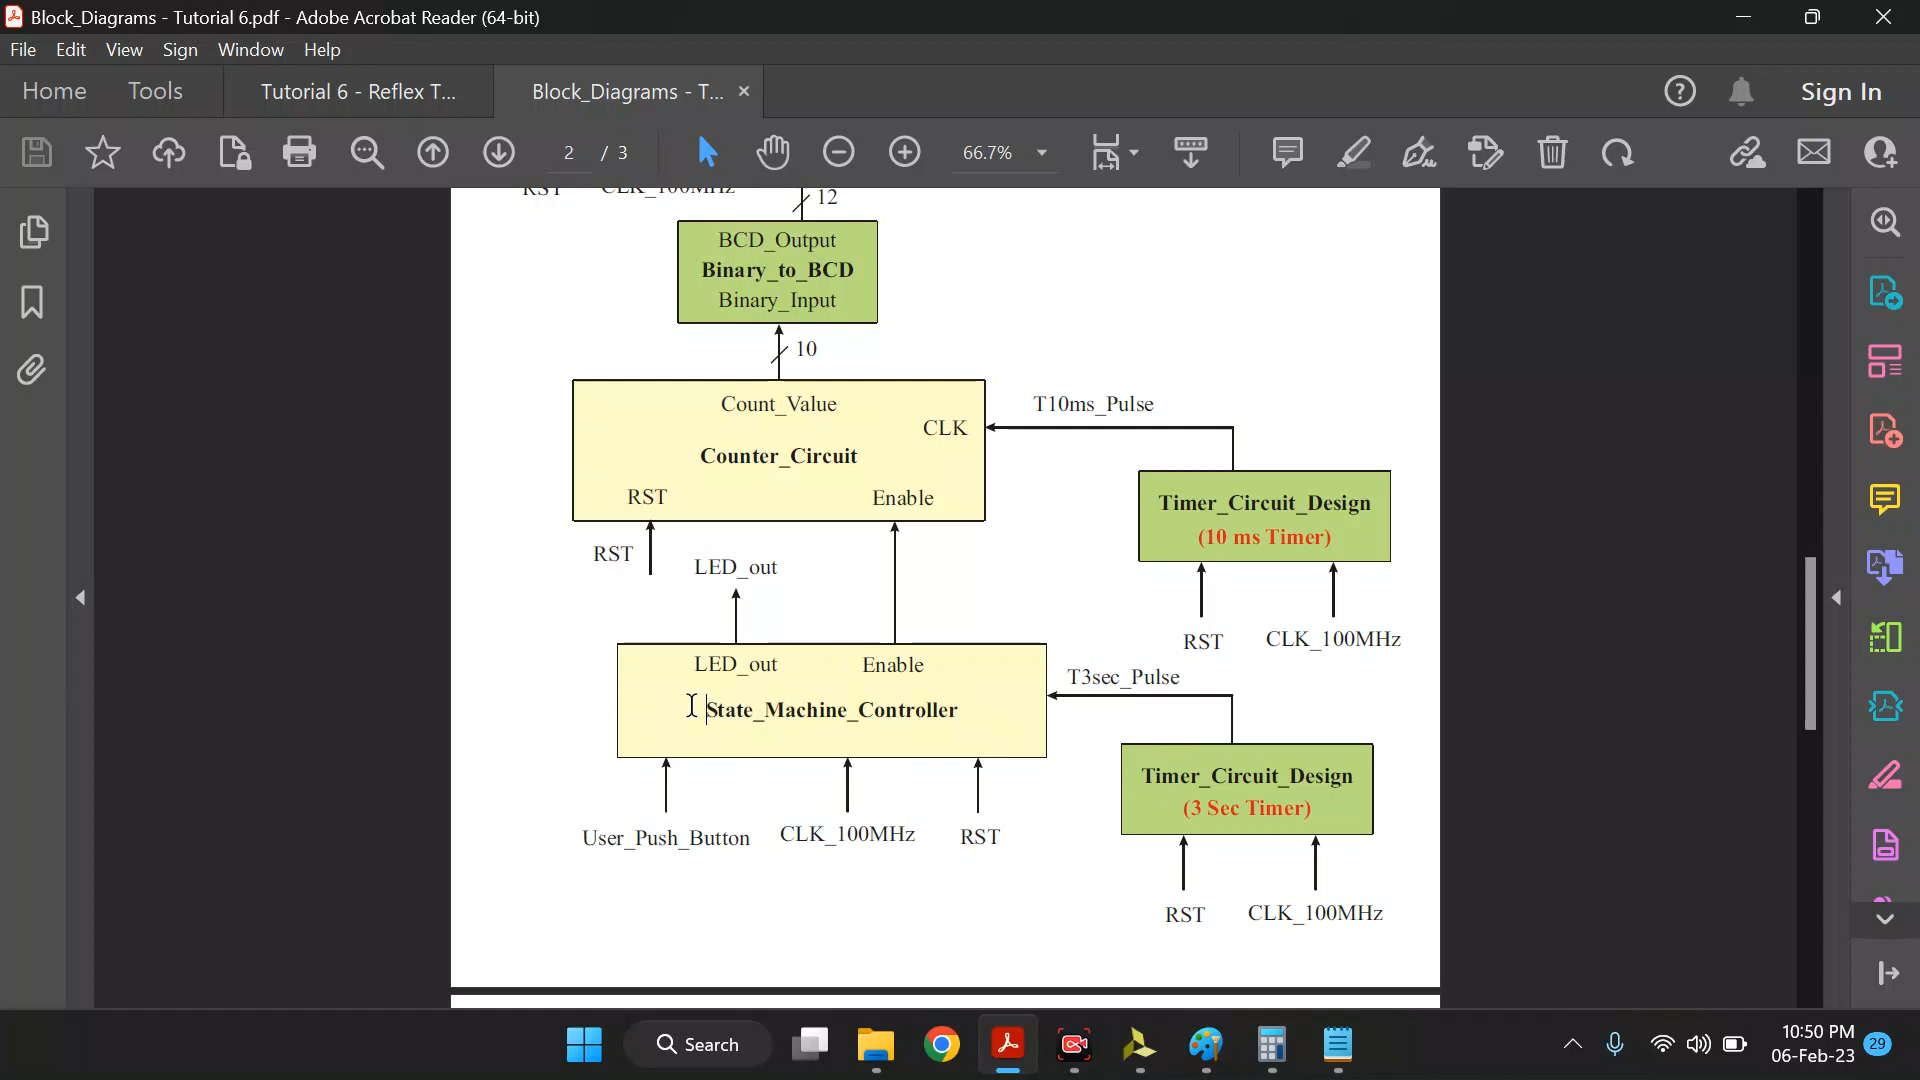 Block_Diagrams - Tutorial 6.pdf - Adobe Acrobat Reader (64-bit)
File Edit View Sign Window Help
Home Tools Tutorial 6 - Reflex T... Block_Diagrams - T... × Sign In
2 / 3 66.7%
RST CLK_100MHz
12
BCD_Output
Binary_to_BCD
Binary_Input
10
Count_Value
T10ms_Pulse
CLK
Counter_Circuit
RST Enable
Timer_Circuit_Design
(10 ms Timer)
RST
LED_out
RST CLK_100MHz
LED_out Enable
T3sec_Pulse
State_Machine_Controller
Timer_Circuit_Design
(3 Sec Timer)
User_Push_Button CLK_100MHz RST
RST CLK_100MHz
Search
10:50 PM
06-Feb-23
29